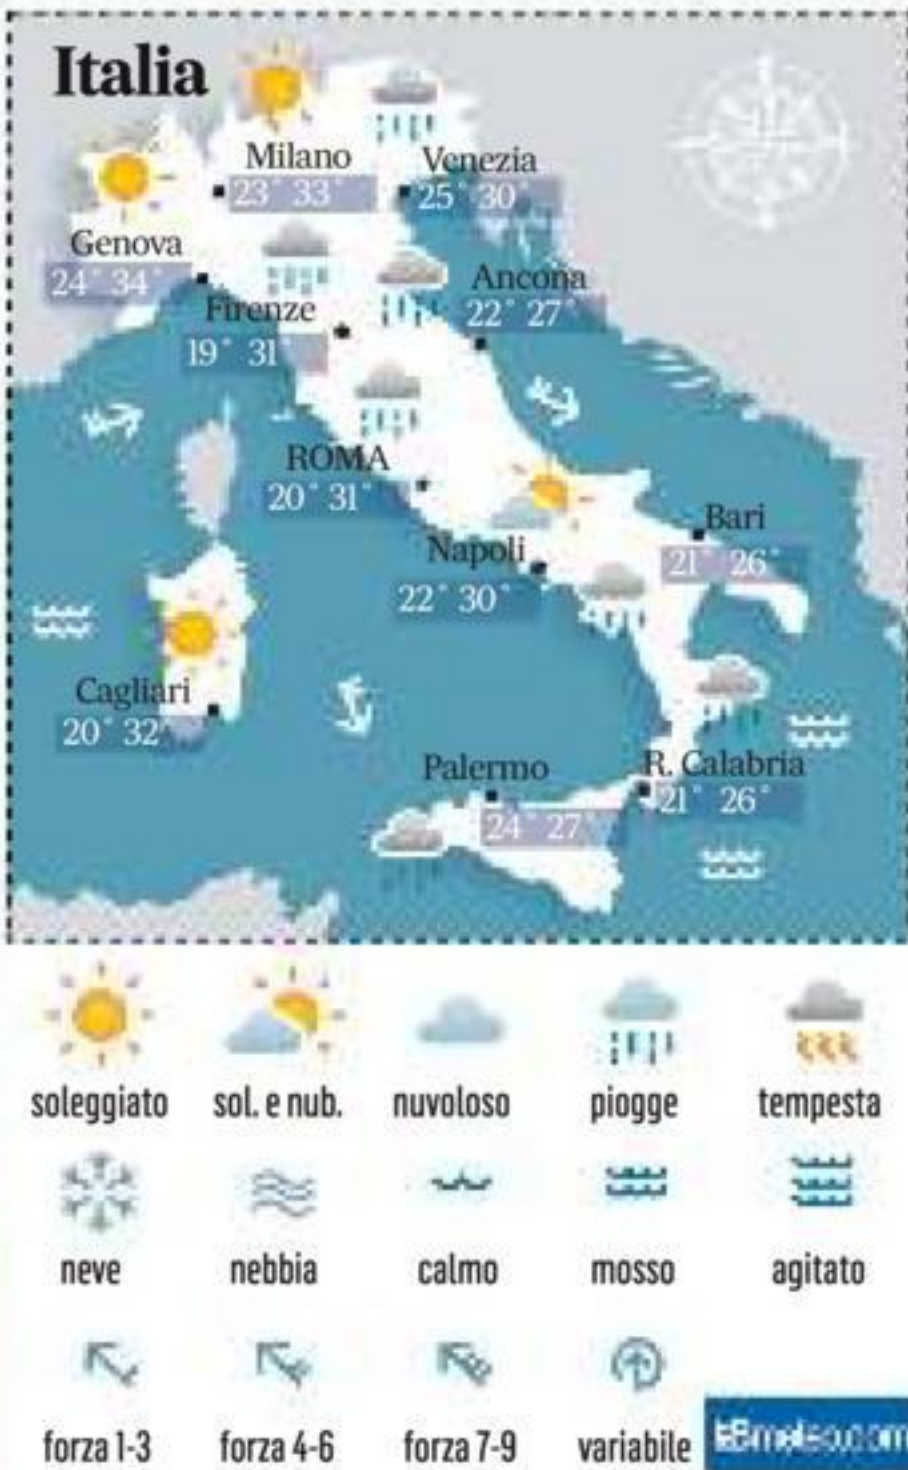 Italia
Milano
23° 33°
Venezia
25° 30°
Genova
24° 34°
Ancona
22° 27°
Firenze
19° 31°
ROMA
20° 31°
Bari
21° 26°
Napoli
22° 30°
Cagliari
20° 32°
Palermo
24° 27°
R. Calabria
21° 26°
soleggiato sol. e nub. nuvoloso piogge tempesta
neve nebbia calmo mosso agitato
forza 1-3 forza 4-6 forza 7-9 variabile